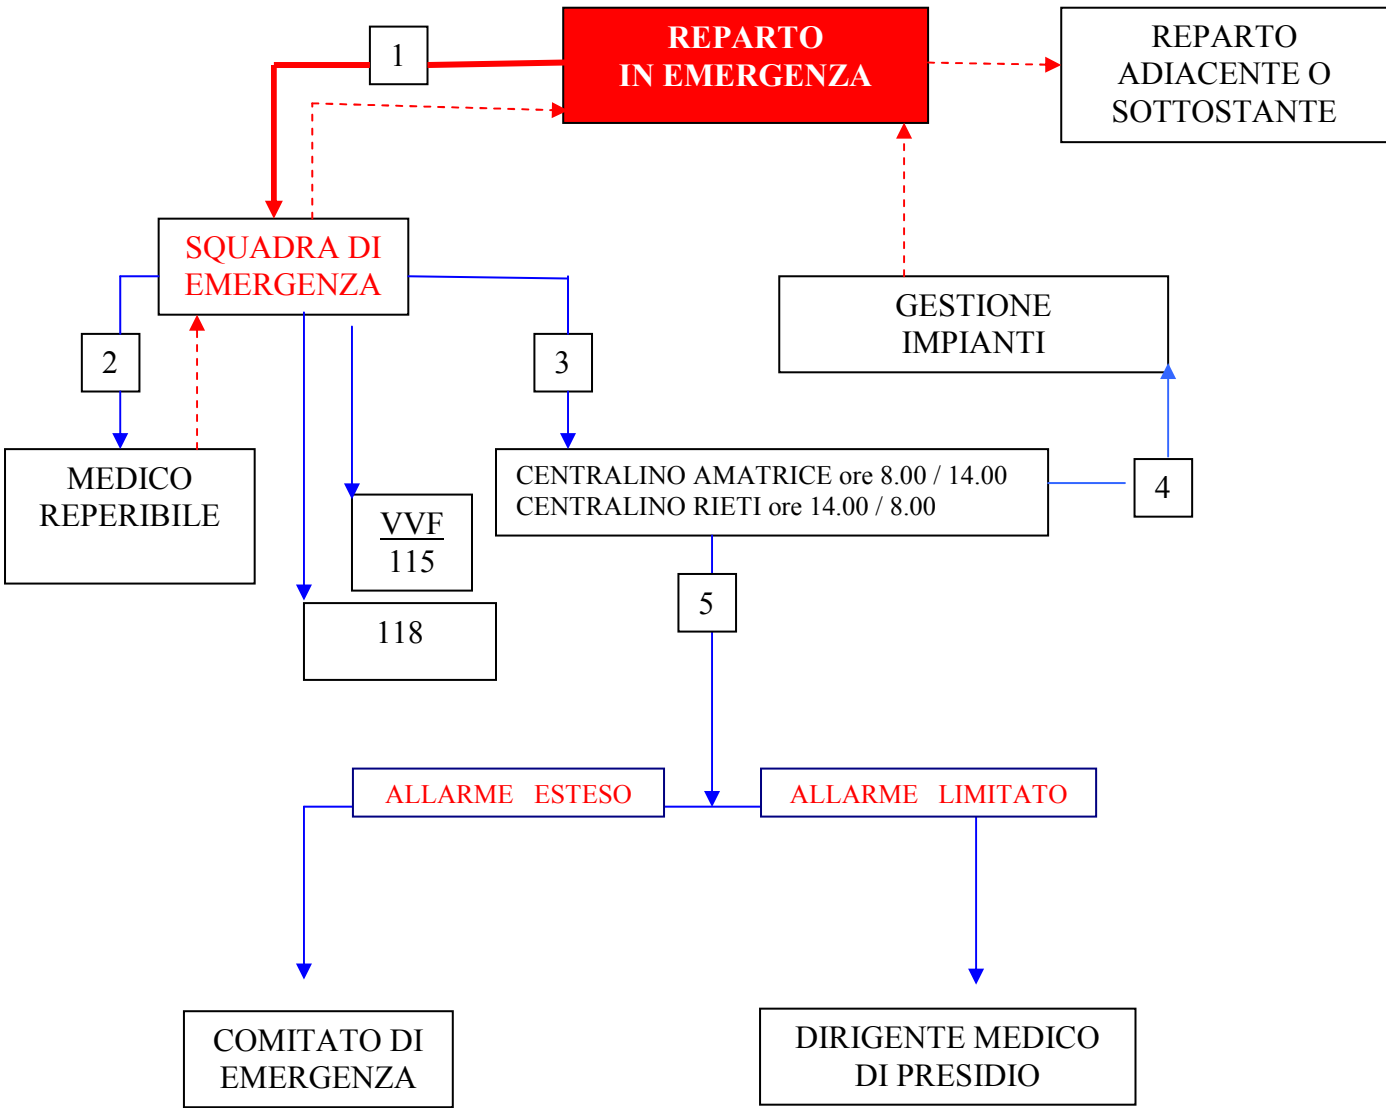 1
REPARTO
IN EMERGENZA
REPARTO
ADIACENTE O
SOTTOSTANTE
SQUADRA DI
EMERGENZA
GESTIONE
IMPIANTI
2
3
MEDICO
REPERIBILE
CENTRALINO AMATRICE ore 8.00 / 14.00
CENTRALINO RIETI ore 14.00 / 8.00
4
VVF
115
118
5
ALLARME ESTESO
ALLARME LIMITATO
COMITATO DI
EMERGENZA
DIRIGENTE MEDICO
DI PRESIDIO